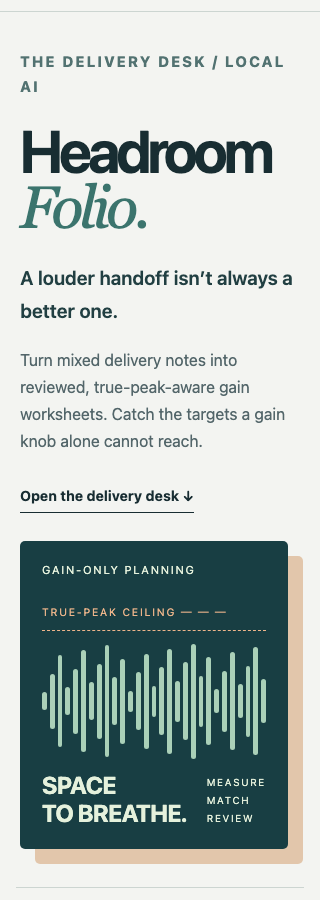 THE DELIVERY DESK / LOCAL
AI
Headroom
Folio.
A louder handoff isn’t always a
better one.
Turn mixed delivery notes into
reviewed, true-peak-aware gain
worksheets. Catch the targets a gain
knob alone cannot reach.
Open the delivery desk ↓
GAIN-ONLY PLANNING
TRUE-PEAK CEILING — — —
SPACE
TO BREATHE.
MEASURE
MATCH
REVIEW